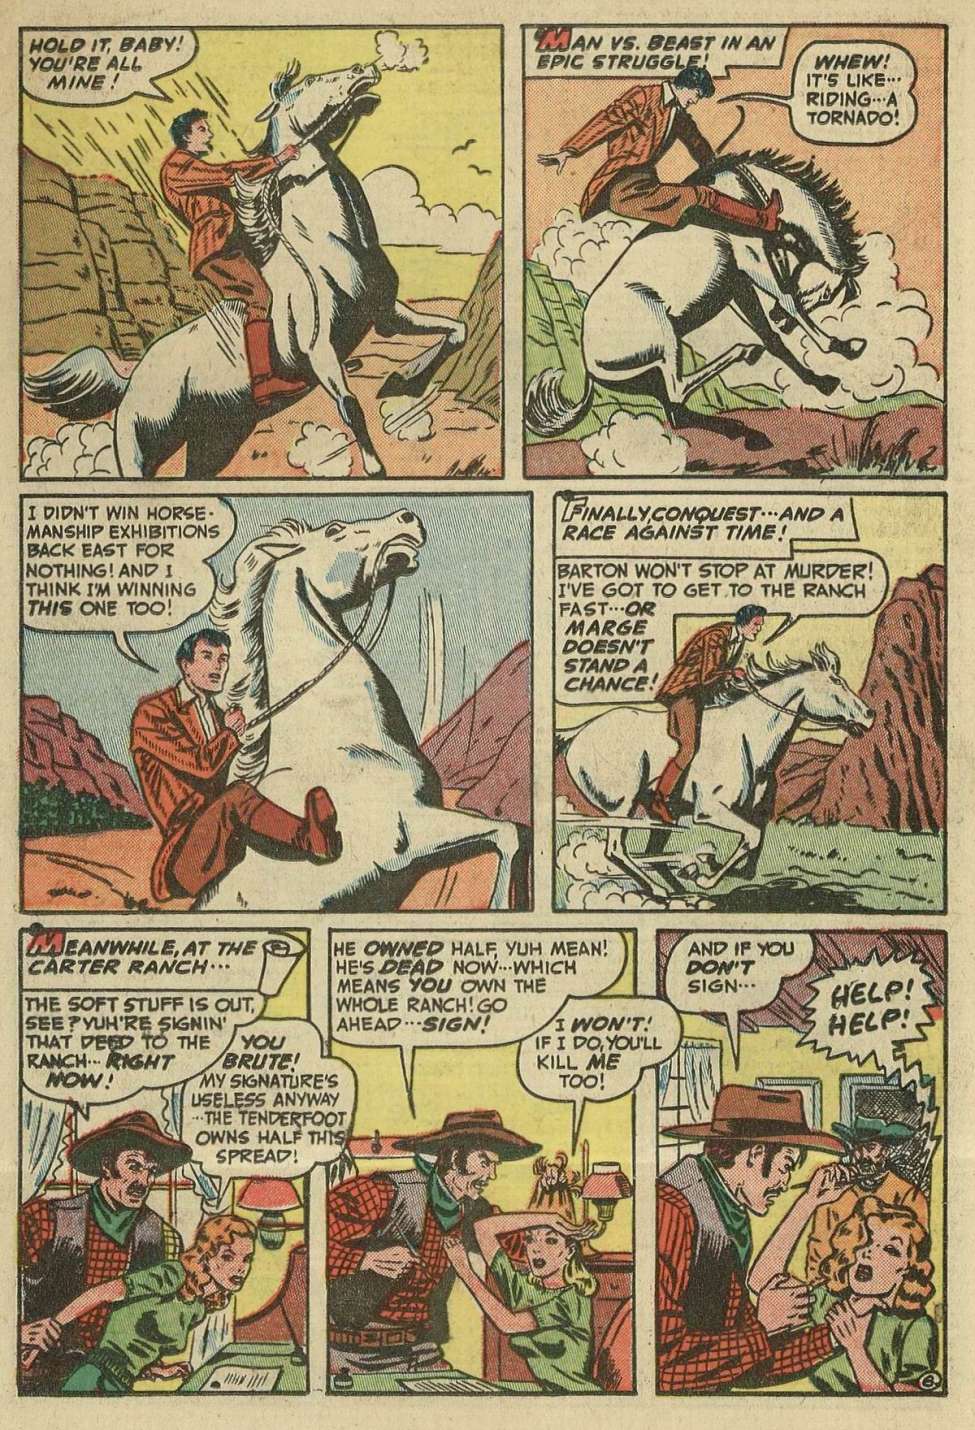 HOLD IT, BABY!
YOU'RE ALL
MINE!
MAN VS. BEAST IN AN
EPIC STRUGGLE!
WHEW!
IT'S LIKE...
RIDING...A
TORNADO!
I DIDN'T WIN HORSE-
MANSHIP EXHIBITIONS
BACK EAST FOR
NOTHING! AND I
THINK I'M WINNING
THIS ONE TOO!
FINALLY, CONQUEST...AND A
RACE AGAINST TIME!
BARTON WON'T STOP AT MURDER!
I'VE GOT TO GET TO THE RANCH
FAST...OR
MARGE
DOESN'T
STAND A
CHANCE!
MEANWHILE, AT THE
CARTER RANCH...
THE SOFT STUFF IS OUT,
SEE? YUH'RE SIGNIN'
THAT DEED TO THE
RANCH...RIGHT
NOW!
YOU
BRUTE!
MY SIGNATURE'S
USELESS ANYWAY
...THE TENDERFOOT
OWNS HALF THIS
SPREAD!
HE OWNED HALF, YUH MEAN!
HE'S DEAD NOW...WHICH
MEANS YOU OWN THE
WHOLE RANCH! GO
AHEAD...SIGN!
I WON'T!
IF I DO, YOU'LL
KILL ME
TOO!
AND IF YOU
DON'T
SIGN...
HELP!
HELP!
6